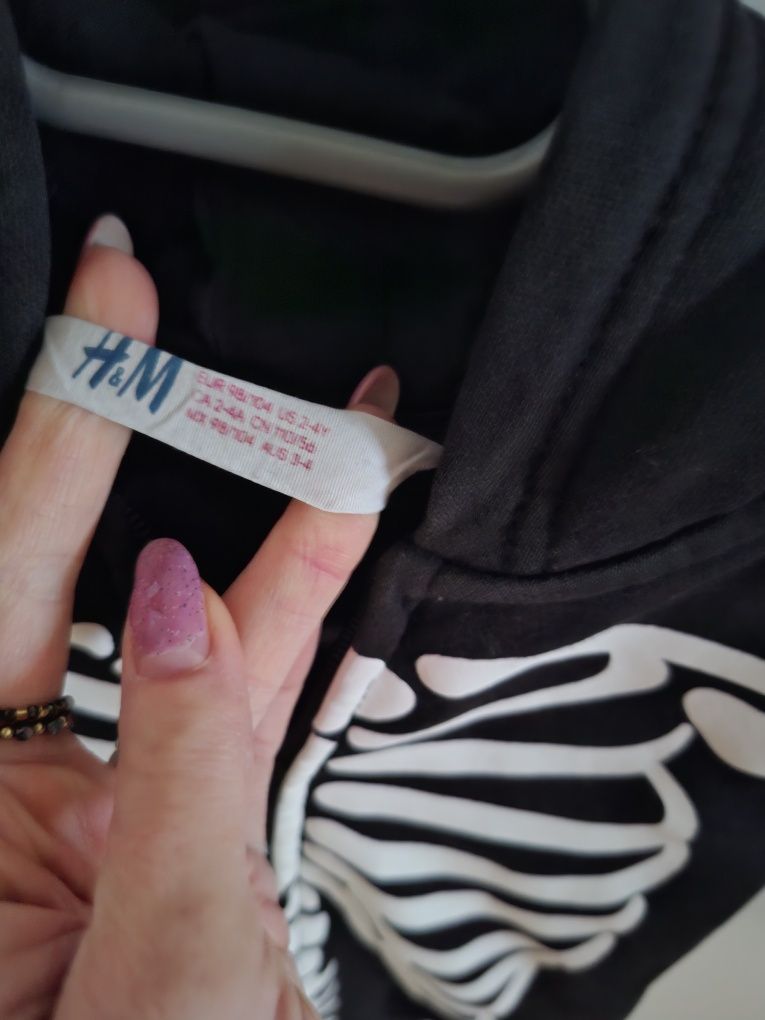 H&M
EUR 98/104 US 2-4Y
CA 2-4A CN 110/56
MX 98/104 AUS 3-4